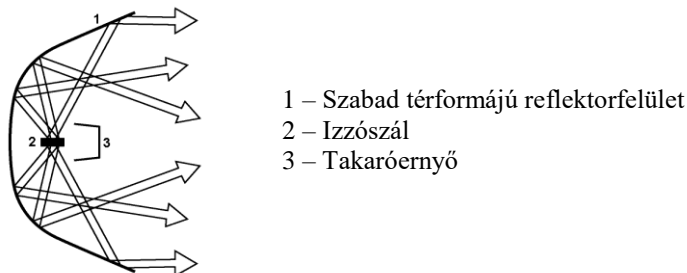 1
2
3
1 – Szabad térformájú reflektorfelület
2 – Izzószál
3 – Takaróernyő